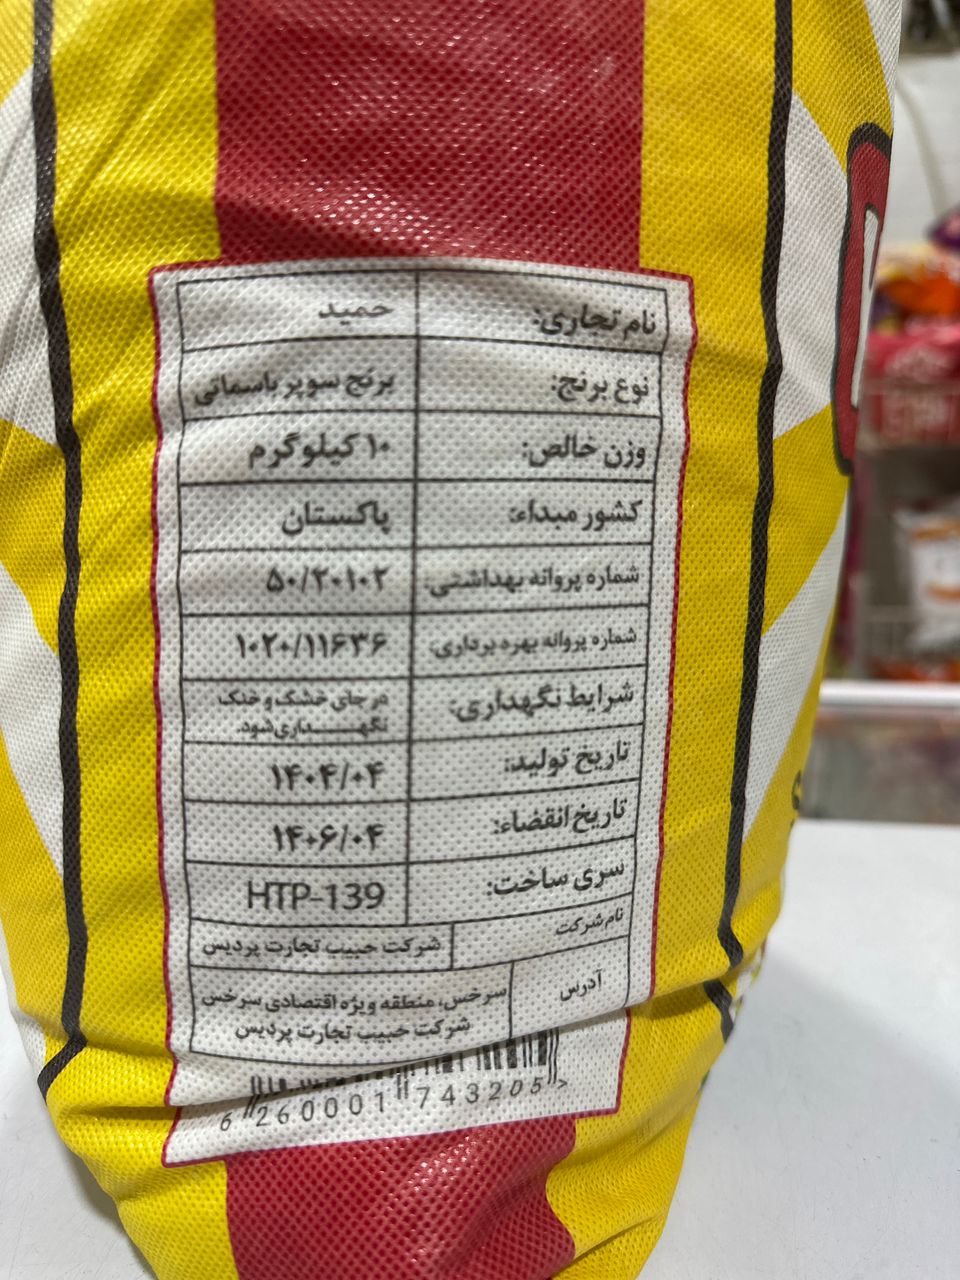 نام تجاری: حمید
نوع برنج: برنج سوپر باسماتی
وزن خالص: ۱۰ کیلوگرم
کشور مبداء: پاکستان
شماره پروانه بهداشتی: ۵۰/۲۰۱۰۲
شماره پروانه بهره برداری: ۱۰۲۰/۱۱۶۳۶
شرایط نگهداری: در جای خشک و خنک
نگهـــــداری شود.
تاریخ تولید: ۱۴۰۴/۰۴
تاریخ انقضاء: ۱۴۰۶/۰۴
سری ساخت: HTP-139
نام شرکت شرکت حبیب تجارت پردیس
آدرس سرخس، منطقه ویژه اقتصادی سرخس
شرکت حبیب تجارت پردیس
6 260001 743205 >